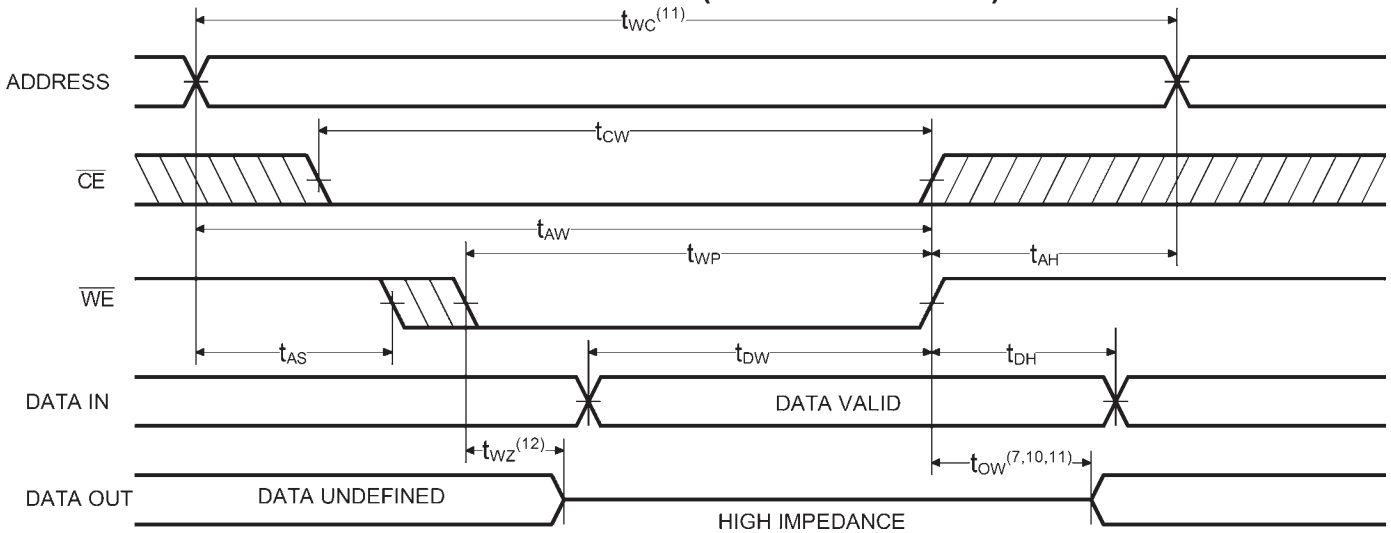 tWC(11)
ADDRESS
tCW
CE
tAW
tWP
tAH
WE
tAS
tDW
tDH
DATA IN
DATA VALID
tWZ(12)
tOW(7,10,11)
DATA OUT
DATA UNDEFINED
HIGH IMPEDANCE